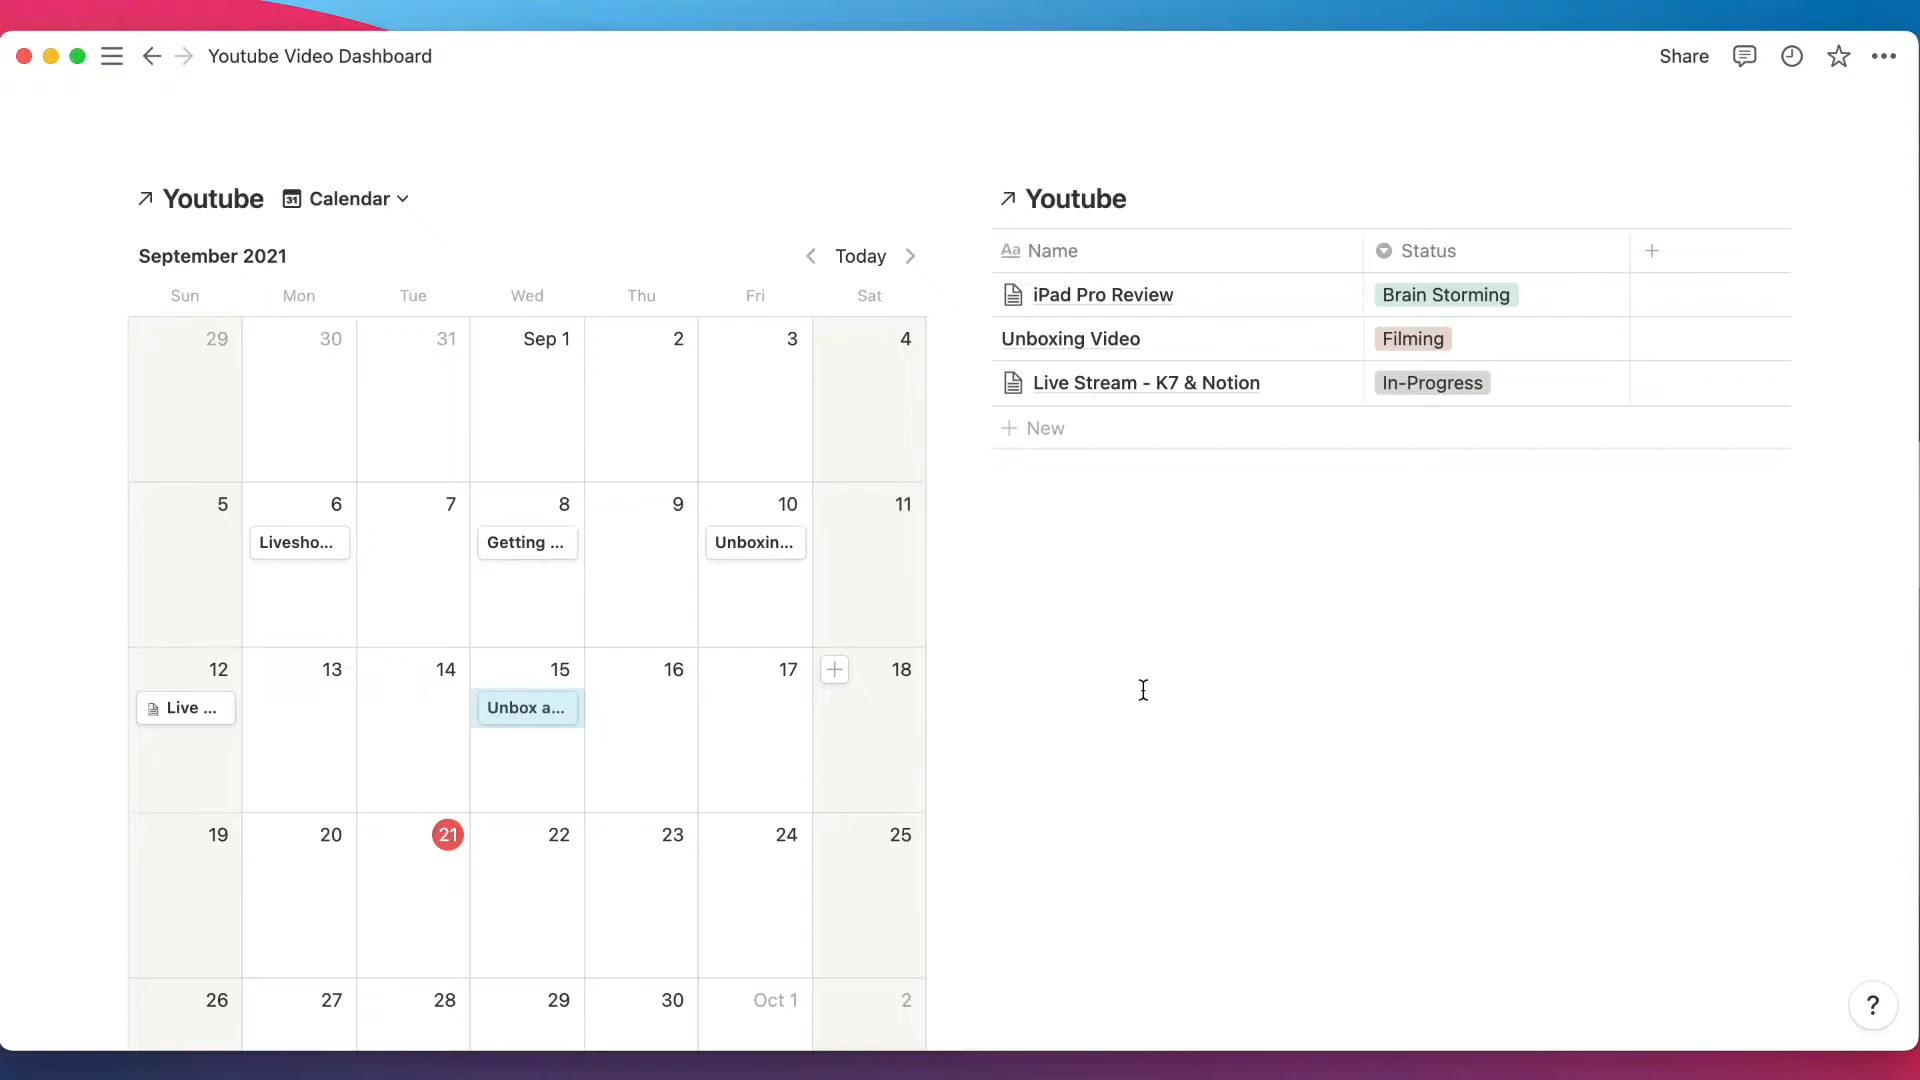 Youtube Video Dashboard
Share
Youtube
31 Calendar
September 2021
Today
Sun Mon Tue Wed Thu Fri Sat
29 30 31 Sep 1 2 3 4
5 6 7 8 9 10 11
Livesho... Getting ... Unboxin...
12 13 14 15 16 17 18
Live ... Unbox a...
19 20 21 22 23 24 25
26 27 28 29 30 Oct 1 2
Youtube
Aa Name Status
iPad Pro Review Brain Storming
Unboxing Video Filming
Live Stream - K7 & Notion In-Progress
+ New
?